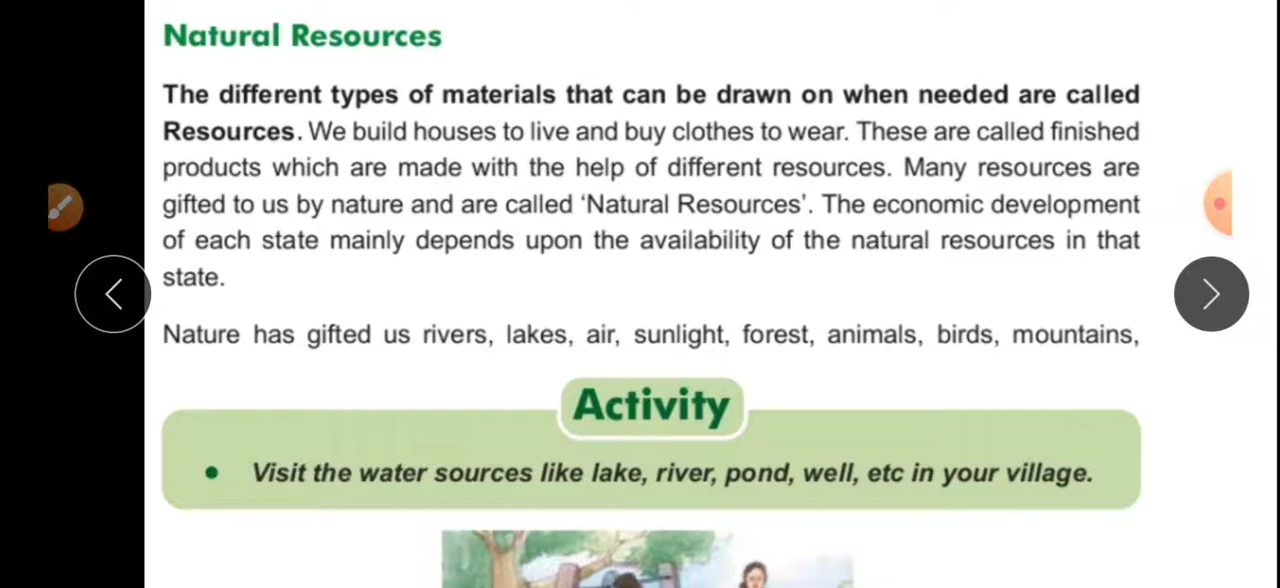 Natural Resources
The different types of materials that can be drawn on when needed are called
Resources. We build houses to live and buy clothes to wear. These are called finished
products which are made with the help of different resources. Many resources are
gifted to us by nature and are called ‘Natural Resources’. The economic development
of each state mainly depends upon the availability of the natural resources in that
state.
Nature has gifted us rivers, lakes, air, sunlight, forest, animals, birds, mountains,
Activity
• Visit the water sources like lake, river, pond, well, etc in your village.